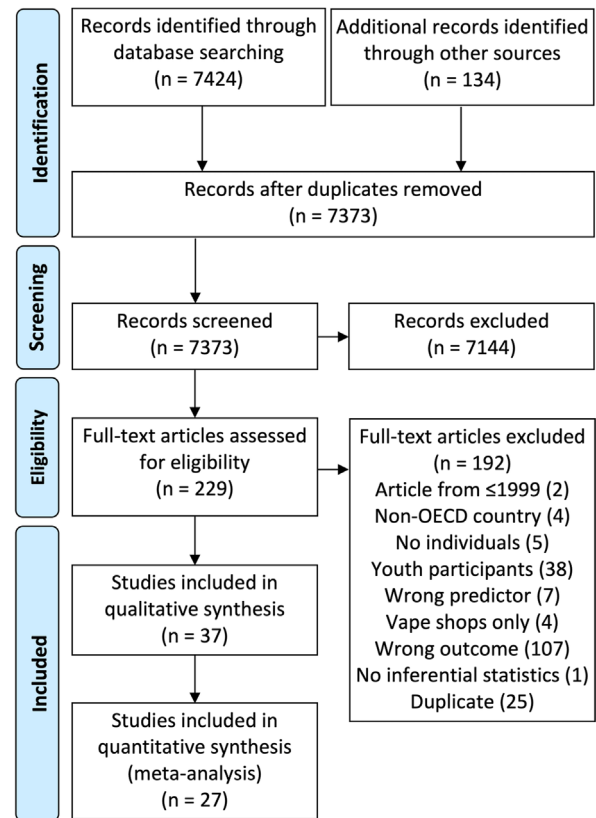 Identification
Records identified through
database searching
(n = 7424)
Additional records identified
through other sources
(n = 134)
Records after duplicates removed
(n = 7373)
Screening
Records screened
(n = 7373)
Records excluded
(n = 7144)
Eligibility
Full-text articles assessed
for eligibility
(n = 229)
Full-text articles excluded
(n = 192)
Article from ≤1999 (2)
Non-OECD country (4)
No individuals (5)
Youth participants (38)
Wrong predictor (7)
Vape shops only (4)
Wrong outcome (107)
No inferential statistics (1)
Duplicate (25)
Included
Studies included in
qualitative synthesis
(n = 37)
Studies included in
quantitative synthesis
(meta-analysis)
(n = 27)